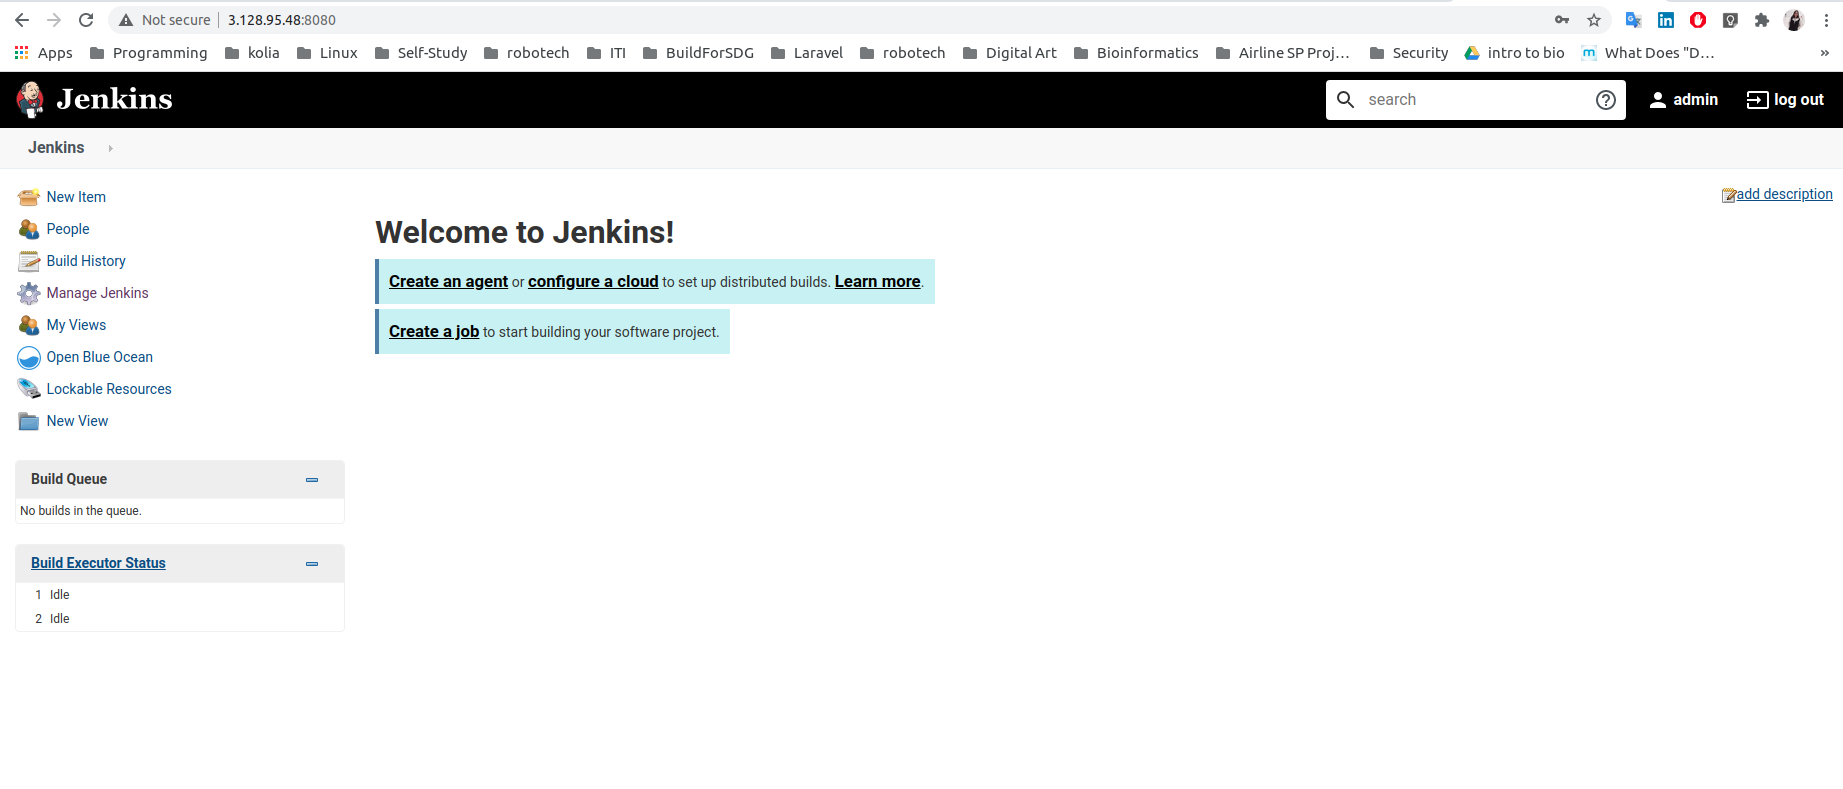 Not secure 3.128.95.48:8080
Apps Programming kolia Linux Self-Study robotech ITI BuildForSDG Laravel robotech Digital Art Bioinformatics Airline SP Proj... Security intro to bio What Does "D... »
Jenkins search admin log out
Jenkins
New Item
People
Build History
Manage Jenkins
My Views
Open Blue Ocean
Lockable Resources
New View
add description
Welcome to Jenkins!
Create an agent or configure a cloud to set up distributed builds. Learn more.
Create a job to start building your software project.
Build Queue
No builds in the queue.
Build Executor Status
1 Idle
2 Idle